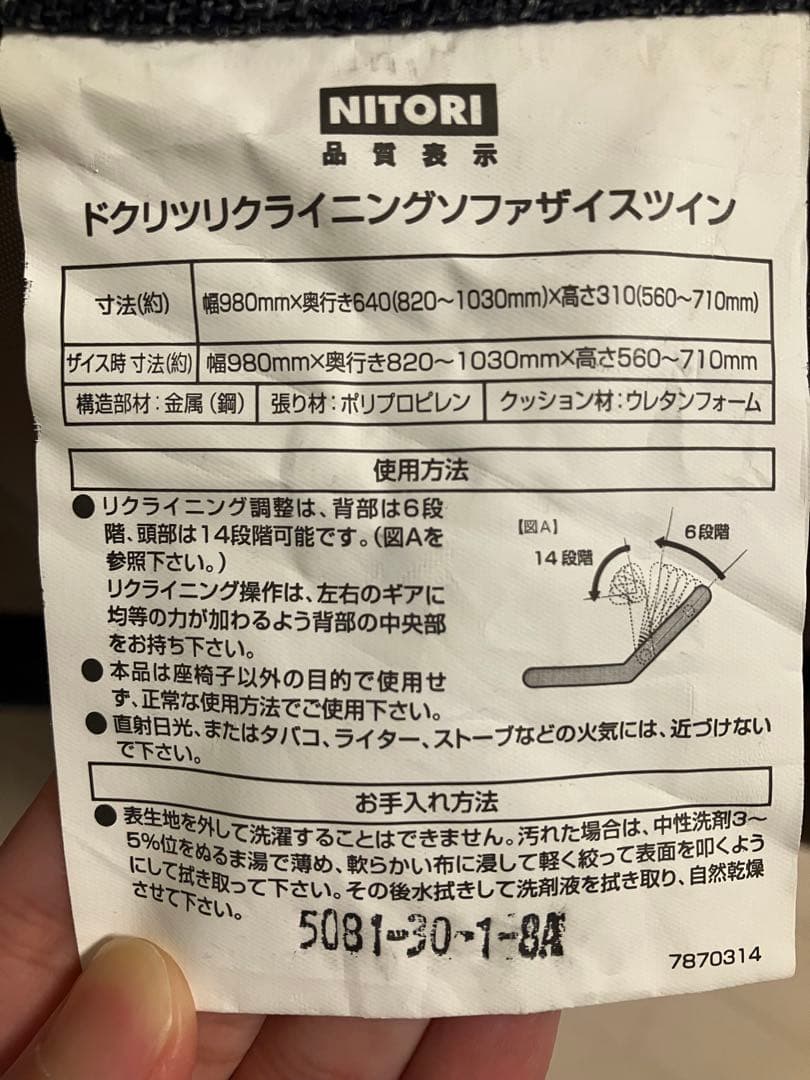 NITORI
品質表示
ドクリツリクライニングソファザイスツイン
寸法(約) 幅980mm×奥行き640(820〜1030mm)×高さ310(560〜710mm)
ザイス時 寸法(約) 幅980mm×奥行き820〜1030mm×高さ560〜710mm
構造部材:金属(鋼) 張り材:ポリプロピレン クッション材:ウレタンフォーム
使用方法
●リクライニング調整は、背部は6段
階、頭部は14段階可能です。(図Aを
参照下さい。)
リクライニング操作は、左右のギアに
均等の力が加わるよう背部の中央部
をお持ち下さい。
【図A】
6段階
14段階
●本品は座椅子以外の目的で使用せ
ず、正常な使用方法でご使用下さい。
●直射日光、またはタバコ、ライター、ストーブなどの火気には、近づけない
で下さい。
お手入れ方法
●表生地を外して洗濯することはできません。汚れた場合は、中性洗剤3〜
5%位をぬるま湯で薄め、軟らかい布に浸して軽く絞って表面を叩くよう
にして拭き取って下さい。その後水拭きして洗剤液を拭き取り、自然乾燥
させて下さい。
5081-30-1-8A
7870314